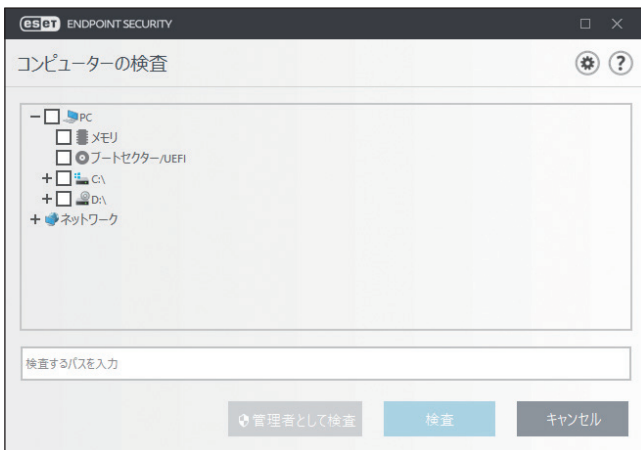 eset ENDPOINT SECURITY
コンピューターの検査
PC
メモリ
ブートセクター/UEFI
C:\
D:\
ネットワーク
検査するパスを入力
管理者として検査
検査
キャンセル